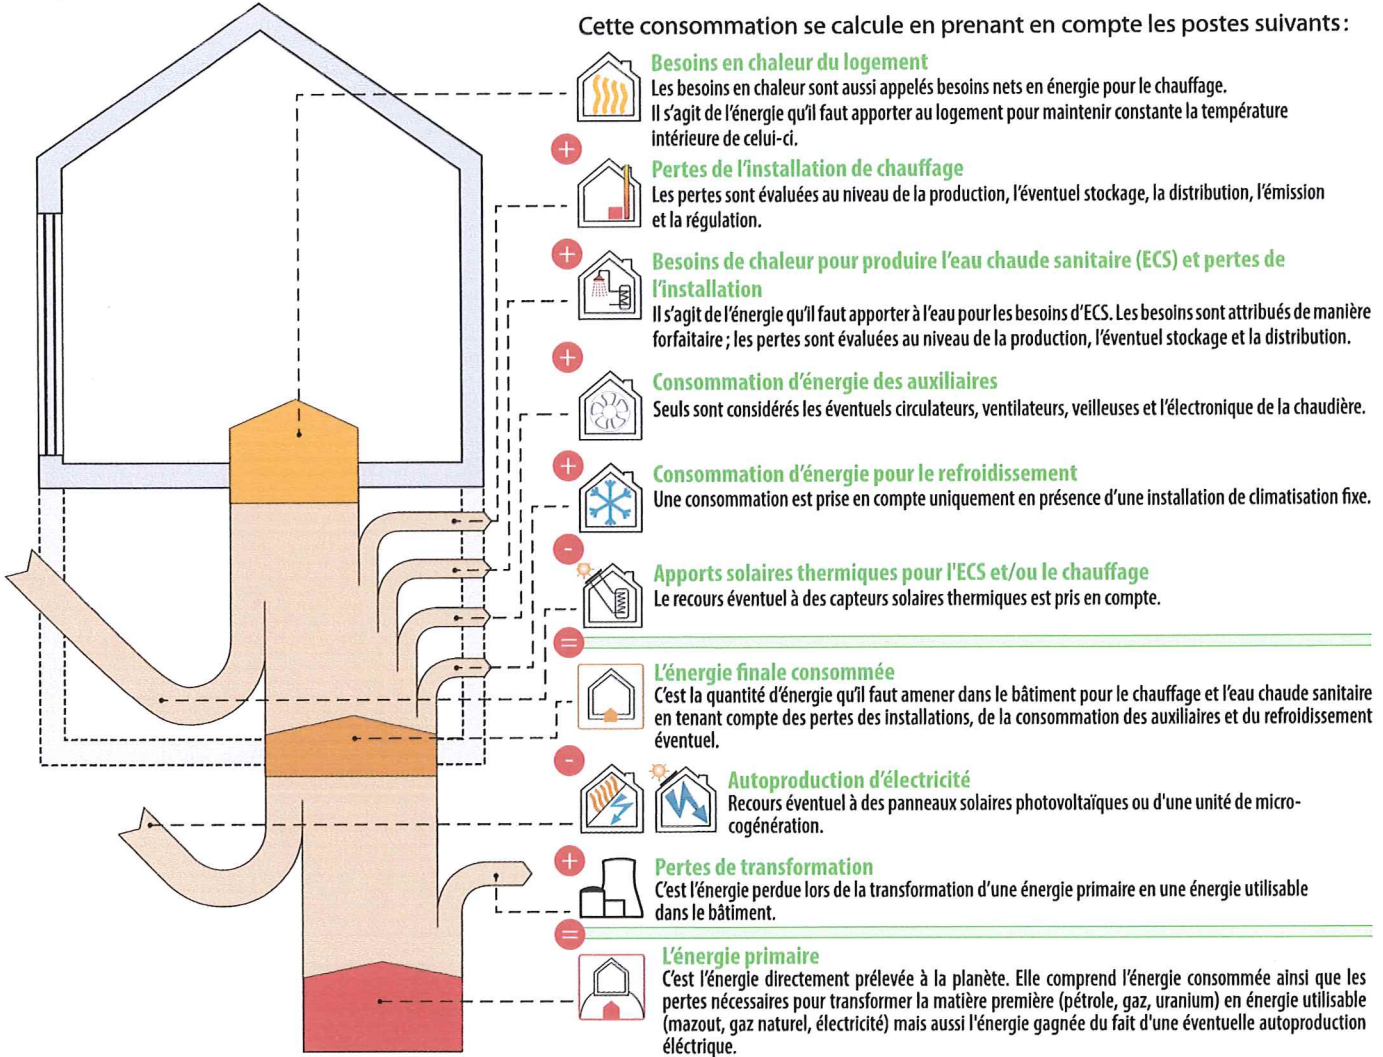 Cette consommation se calcule en prenant en compte les postes suivants :
Besoins en chaleur du logement
Les besoins en chaleur sont aussi appelés besoins nets en énergie pour le chauffage.
Il s'agit de l'énergie qu'il faut apporter au logement pour maintenir constante la température
intérieure de celui-ci.
+
Pertes de l'installation de chauffage
Les pertes sont évaluées au niveau de la production, l'éventuel stockage, la distribution, l'émission
et la régulation.
+
Besoins de chaleur pour produire l'eau chaude sanitaire (ECS) et pertes de
l'installation
Il s'agit de l'énergie qu'il faut apporter à l'eau pour les besoins d'ECS. Les besoins sont attribués de manière
forfaitaire ; les pertes sont évaluées au niveau de la production, l'éventuel stockage et la distribution.
+
Consommation d'énergie des auxiliaires
Seuls sont considérés les éventuels circulateurs, ventilateurs, veilleuses et l'électronique de la chaudière.
+
Consommation d'énergie pour le refroidissement
Une consommation est prise en compte uniquement en présence d'une installation de climatisation fixe.
-
Apports solaires thermiques pour l'ECS et/ou le chauffage
Le recours éventuel à des capteurs solaires thermiques est pris en compte.
=
L'énergie finale consommée
C'est la quantité d'énergie qu'il faut amener dans le bâtiment pour le chauffage et l'eau chaude sanitaire
en tenant compte des pertes des installations, de la consommation des auxiliaires et du refroidissement
éventuel.
-
Autoproduction d'électricité
Recours éventuel à des panneaux solaires photovoltaïques ou d'une unité de micro-
cogénération.
+
Pertes de transformation
C'est l'énergie perdue lors de la transformation d'une énergie primaire en une énergie utilisable
dans le bâtiment.
=
L'énergie primaire
C'est l'énergie directement prélevée à la planète. Elle comprend l'énergie consommée ainsi que les
pertes nécessaires pour transformer la matière première (pétrole, gaz, uranium) en énergie utilisable
(mazout, gaz naturel, électricité) mais aussi l'énergie gagnée du fait d'une éventuelle autoproduction
éléctrique.